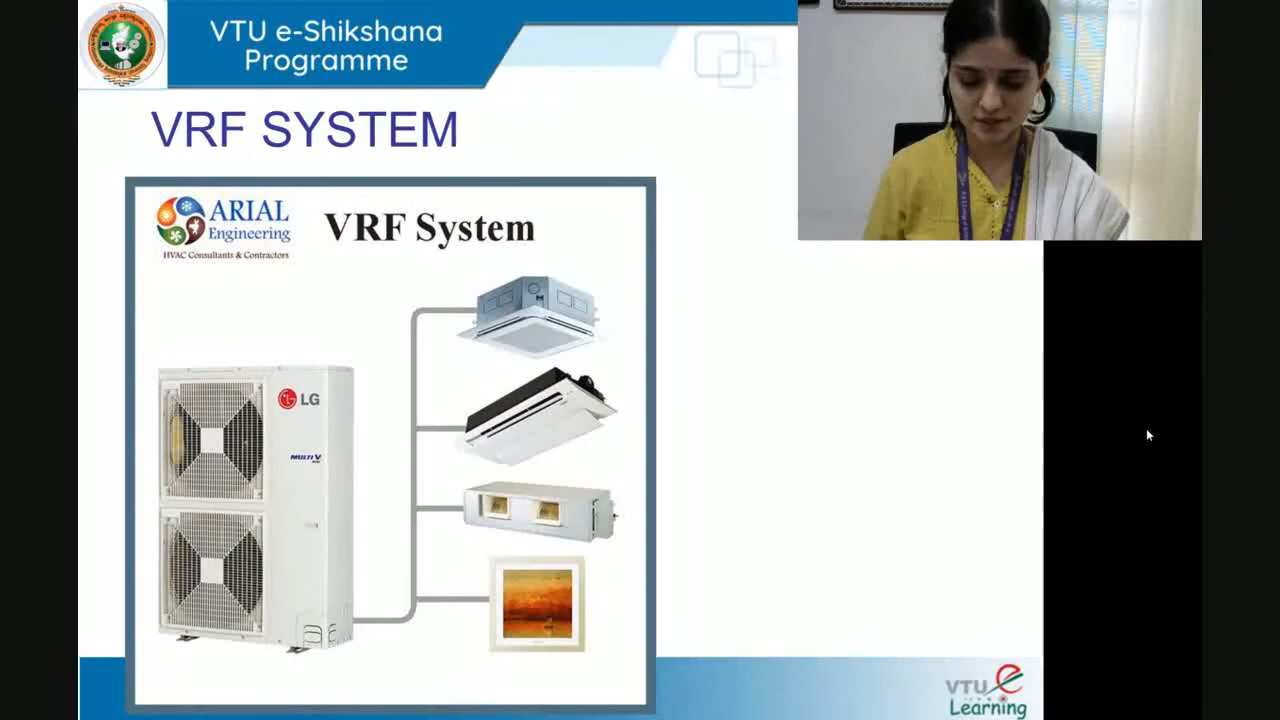 VTU e-Shikshana
Programme
VRF SYSTEM
ARIAL
Engineering
HVAC Consultants & Contractors
VRF System
LG
MULTI V
VTU e
Learning